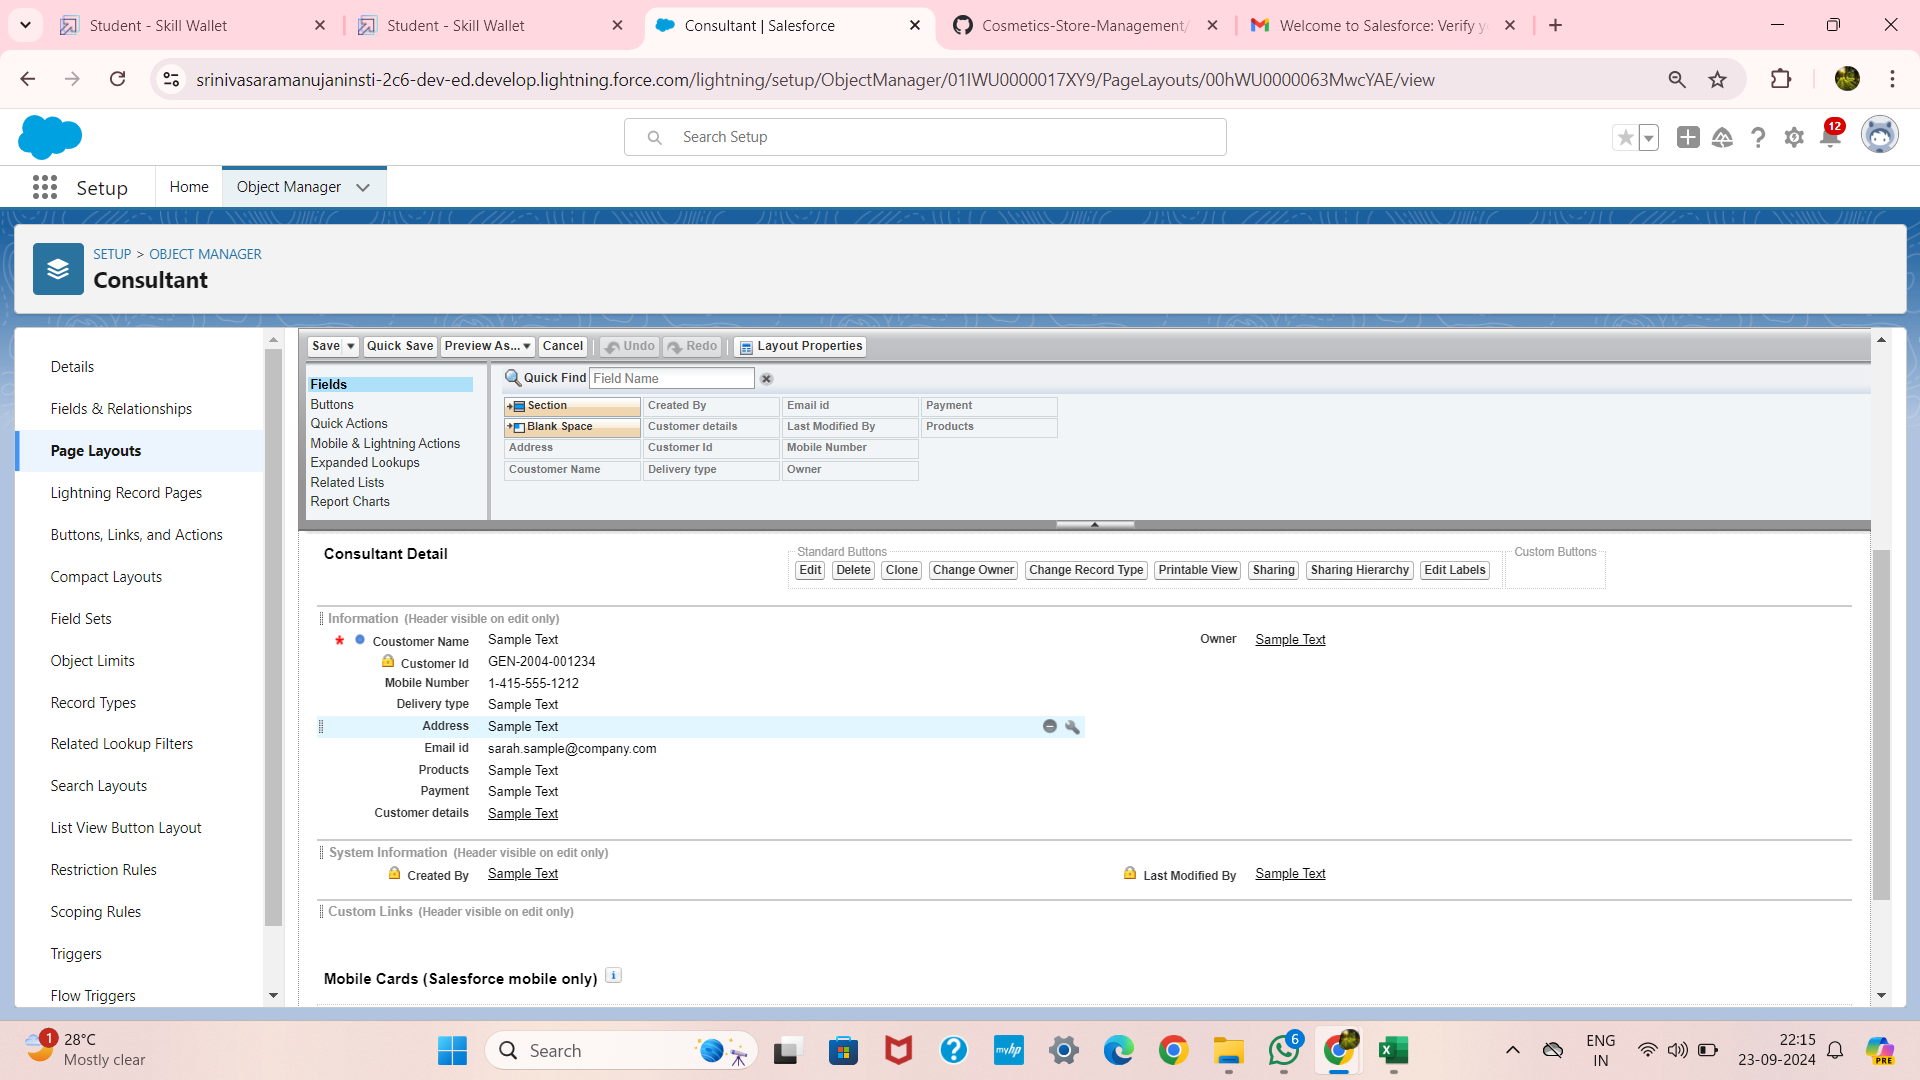 Student - Skill Wallet
Student - Skill Wallet
Consultant | Salesforce
Cosmetics-Store-Management/
Welcome to Salesforce: Verify y
srinivasaramanujaninsti-2c6-dev-ed.develop.lightning.force.com/lightning/setup/ObjectManager/01IWU0000017XY9/PageLayouts/00hWU0000063MwcYAE/view
Search Setup
12
Setup
Home
Object Manager
SETUP > OBJECT MANAGER
Consultant
Details
Fields & Relationships
Page Layouts
Lightning Record Pages
Buttons, Links, and Actions
Compact Layouts
Field Sets
Object Limits
Record Types
Related Lookup Filters
Search Layouts
List View Button Layout
Restriction Rules
Scoping Rules
Triggers
Flow Triggers
Save Quick Save Preview As... Cancel Undo Redo Layout Properties
Fields
Buttons
Quick Actions
Mobile & Lightning Actions
Expanded Lookups
Related Lists
Report Charts
Quick Find Field Name
Section Created By Email id Payment
Blank Space Customer details Last Modified By Products
Address Customer Id Mobile Number
Coustomer Name Delivery type Owner
Consultant Detail
Standard Buttons
Edit Delete Clone Change Owner Change Record Type Printable View Sharing Sharing Hierarchy Edit Labels
Custom Buttons
Information (Header visible on edit only)
* Coustomer Name Sample Text Owner Sample Text
Customer Id GEN-2004-001234
Mobile Number 1-415-555-1212
Delivery type Sample Text
Address Sample Text
Email id sarah.sample@company.com
Products Sample Text
Payment Sample Text
Customer details Sample Text
System Information (Header visible on edit only)
Created By Sample Text Last Modified By Sample Text
Custom Links (Header visible on edit only)
Mobile Cards (Salesforce mobile only) i
1
28°C
Mostly clear
Search
myhp
6
ENG
IN
22:15
23-09-2024
PRE